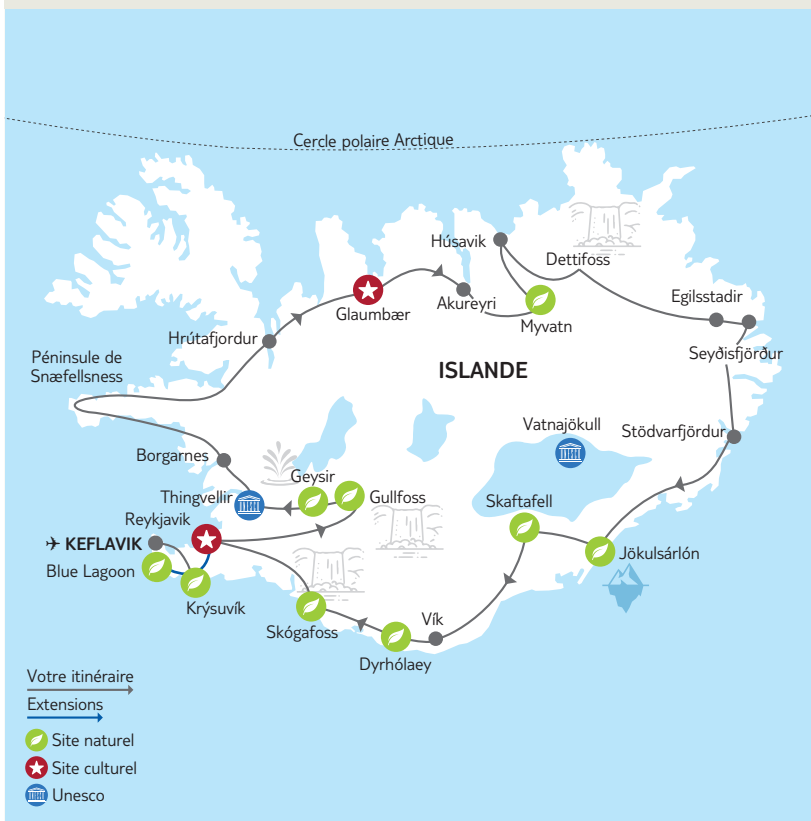 Cercle polaire Arctique
Húsavik
Dettifoss
Glaumbær
Akureyri
Myvatn
Egilsstadir
Seyðisfjörður
Hrútafjordur
Péninsule de
Snæfellsness
ISLANDE
Vatnajökull
Stödvarfjördur
Borgarnes
Geysir
Gullfoss
Thingvellir
Skaftafell
Reykjavik
KEFLAVIK
Jökulsárlón
Blue Lagoon
Krýsuvík
Skógafoss
Vík
Dyrhólaey
Votre itinéraire
Extensions
Site naturel
Site culturel
Unesco